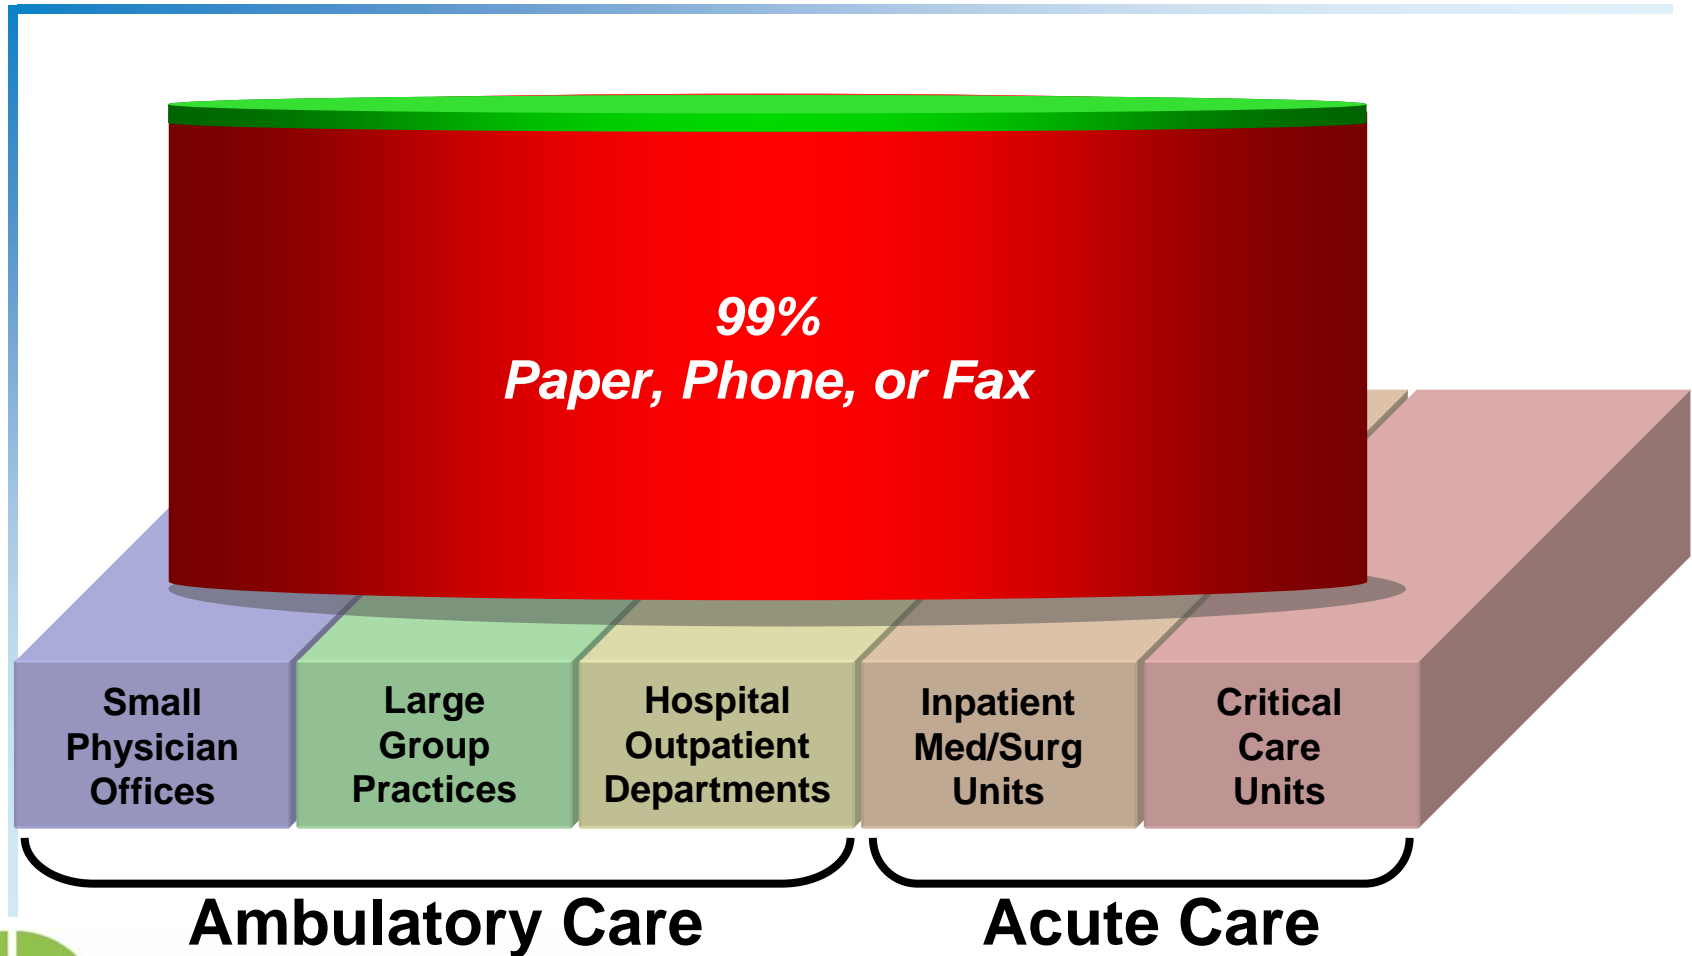 99%
Paper, Phone, or Fax
Small
Physician
Offices
Large
Group
Practices
Hospital
Outpatient
Departments
Inpatient
Med/Surg
Units
Critical
Care
Units
Ambulatory Care
Acute Care